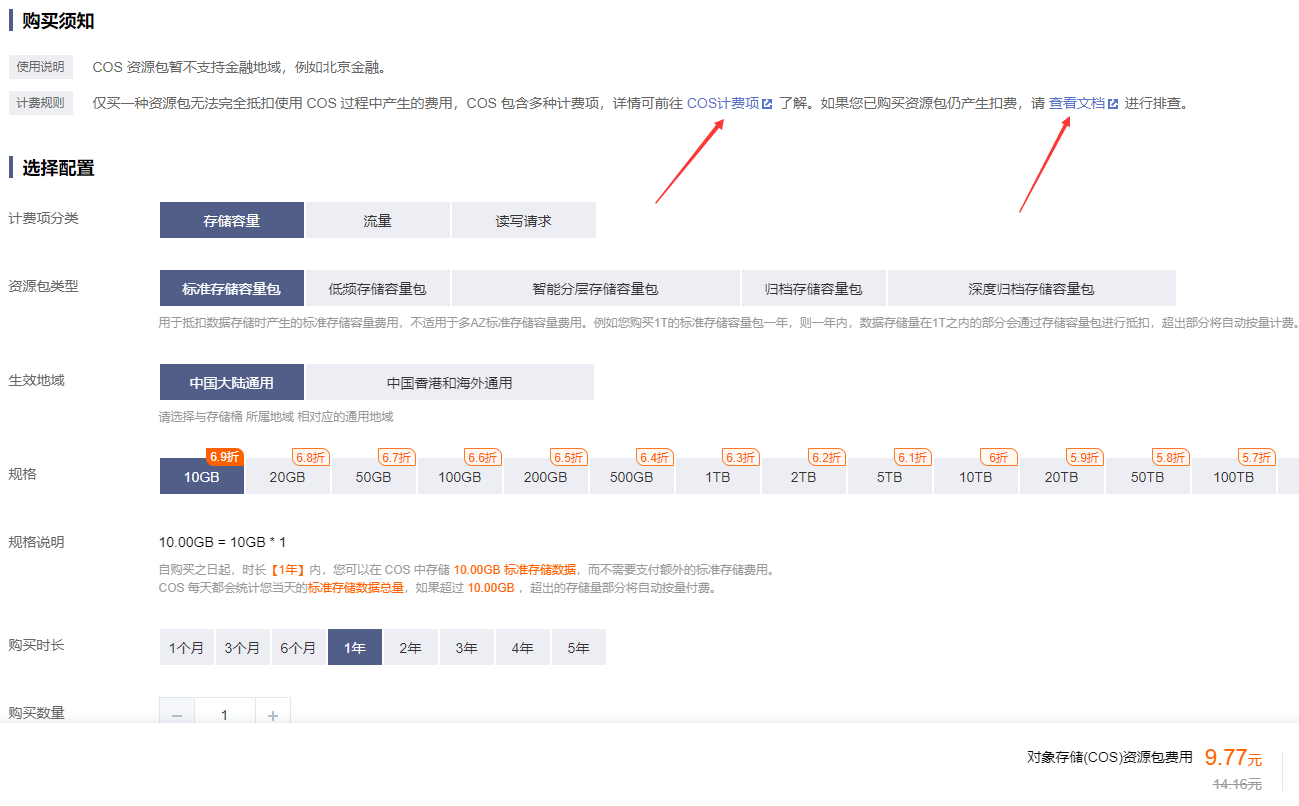 购买须知
使用说明 COS 资源包暂不支持金融地域，例如北京金融。
计费规则 仅买一种资源包无法完全抵扣使用 COS 过程中产生的费用，COS 包含多种计费项，详情可前往 COS计费项 了解。如果您已购买资源包仍产生扣费，请 查看文档 进行排查。
选择配置
计费项分类 存储容量 流量 读写请求
资源包类型 标准存储容量包 低频存储容量包 智能分层存储容量包 归档存储容量包 深度归档存储容量包
用于抵扣数据存储时产生的标准存储容量费用，不适用于多AZ标准存储容量费用。例如您购买1T的标准存储容量包一年，则一年内，数据存储量在1T之内的部分会通过存储容量包进行抵扣，超出部分将自动按量计费。
生效地域 中国大陆通用 中国香港和海外通用
请选择与存储桶 所属地域 相对应的通用地域
6.9折 6.8折 6.7折 6.6折 6.5折 6.4折 6.3折 6.2折 6.1折 6折 5.9折 5.8折 5.7折
规格 10GB 20GB 50GB 100GB 200GB 500GB 1TB 2TB 5TB 10TB 20TB 50TB 100TB
规格说明 10.00GB = 10GB * 1
自购买之日起，时长【1年】内，您可以在 COS 中存储 10.00GB 标准存储数据，而不需要支付额外的标准存储费用。
COS 每天都会统计您当天的标准存储数据总量，如果超过 10.00GB ，超出的存储量部分将自动按量付费。
购买时长 1个月 3个月 6个月 1年 2年 3年 4年 5年
购买数量 － 1 ＋
对象存储(COS)资源包费用 9.77元
14.16元